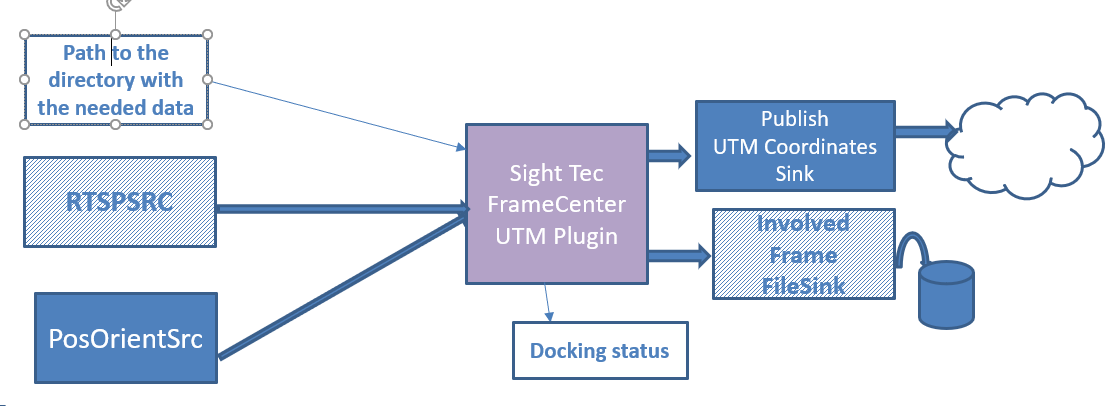 Path to the
directory with
the needed data
RTSPSRC
PosOrientSrc
Sight Tec
FrameCenter
UTM Plugin
Docking status
Publish
UTM Coordinates
Sink
Involved
Frame
FileSink